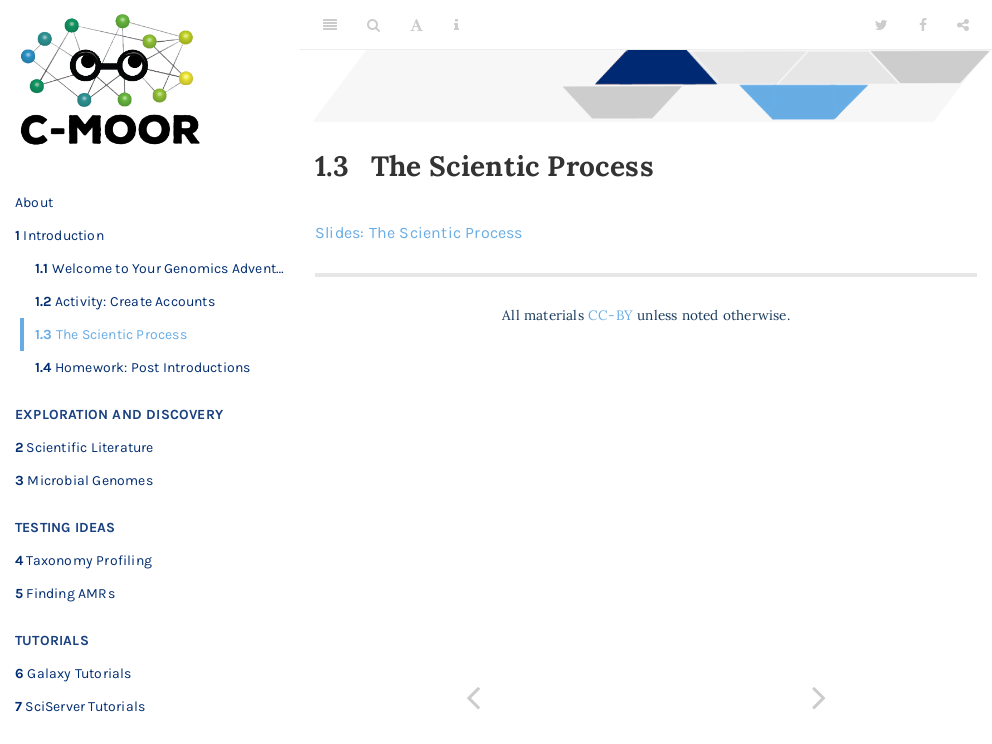 C-MOOR
About
1 Introduction
1.1 Welcome to Your Genomics Advent…
1.2 Activity: Create Accounts
1.3 The Scientic Process
1.4 Homework: Post Introductions
EXPLORATION AND DISCOVERY
2 Scientific Literature
3 Microbial Genomes
TESTING IDEAS
4 Taxonomy Profiling
5 Finding AMRs
TUTORIALS
6 Galaxy Tutorials
7 SciServer Tutorials
1.3 The Scientic Process
Slides: The Scientic Process
All materials CC-BY unless noted otherwise.